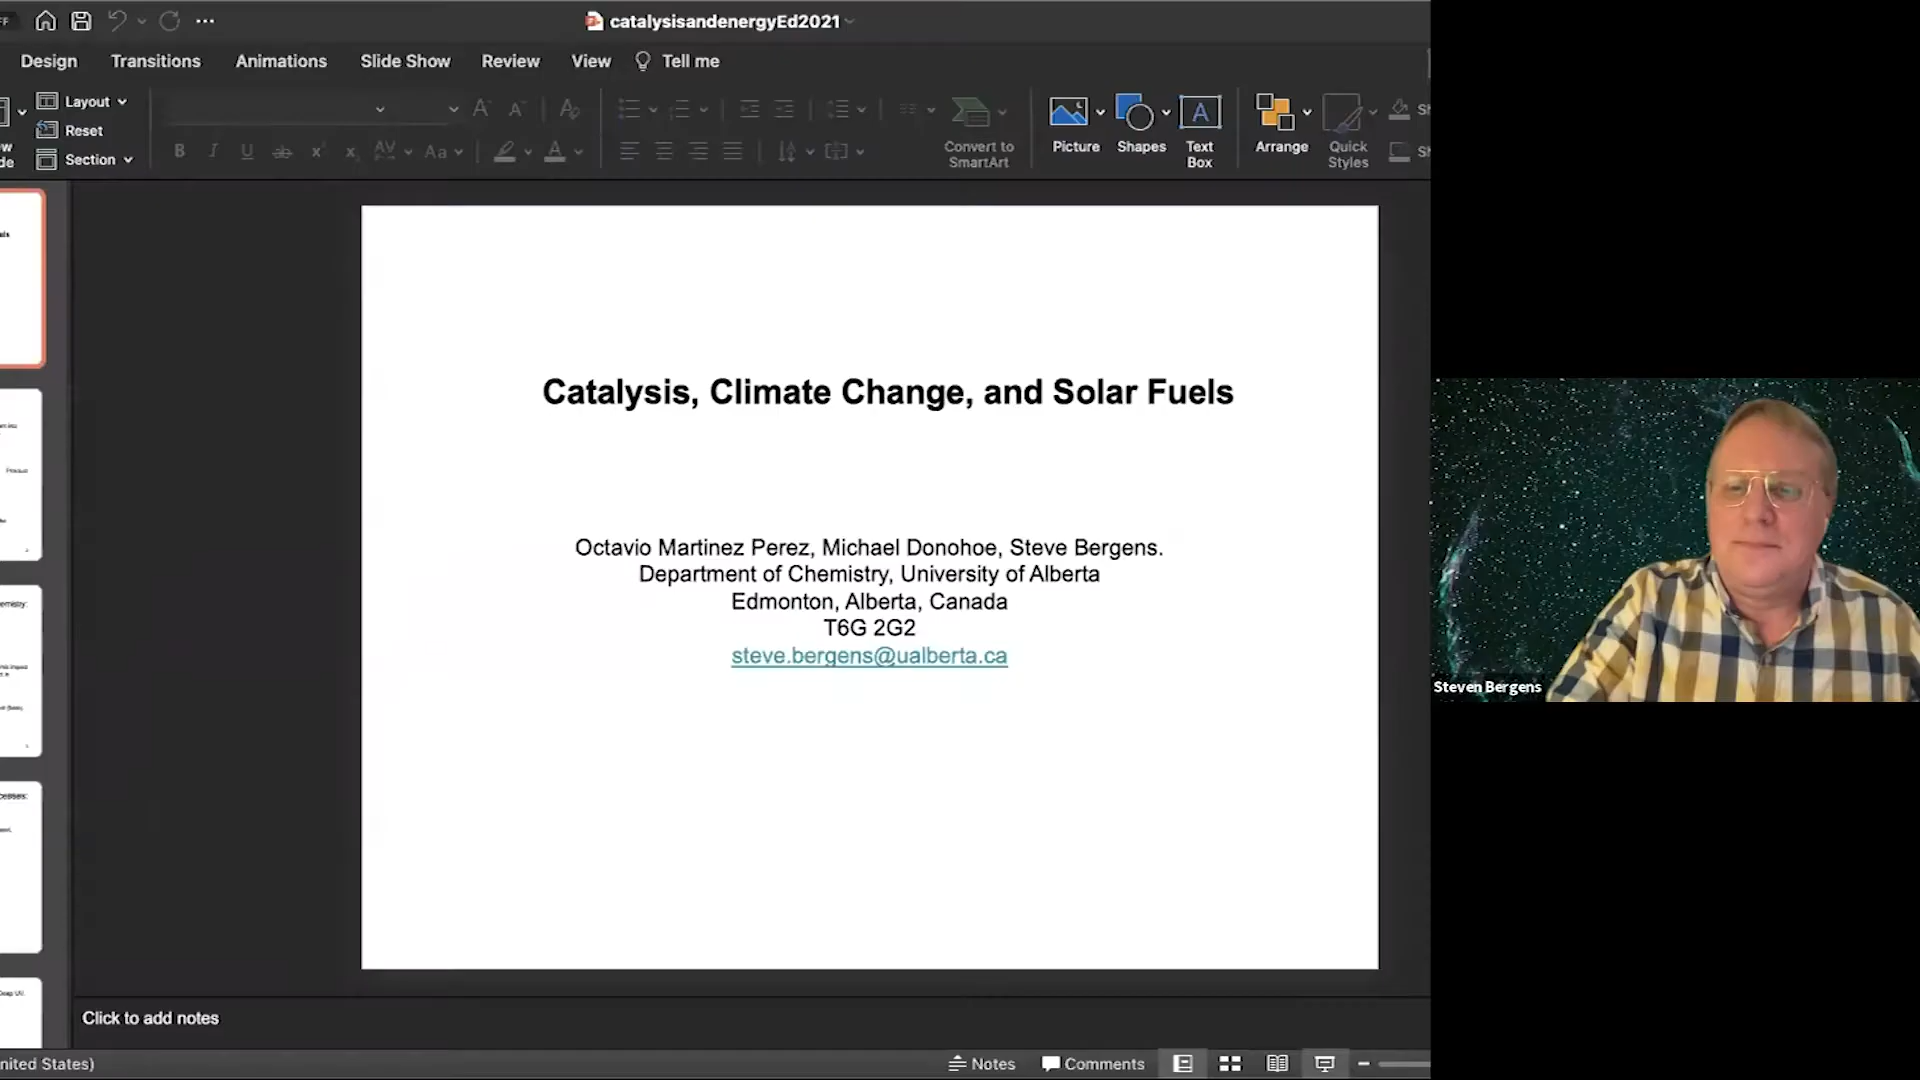 catalysisandenergyEd2021
Design Transitions Animations Slide Show Review View Tell me
Layout
Reset
Section
Convert to
SmartArt
Picture
Shapes
Text
Box
Arrange
Quick
Styles
Catalysis, Climate Change, and Solar Fuels
Octavio Martinez Perez, Michael Donohoe, Steve Bergens.
Department of Chemistry, University of Alberta
Edmonton, Alberta, Canada
T6G 2G2
steve.bergens@ualberta.ca
Steven Bergens
Click to add notes
nited States)
Notes Comments